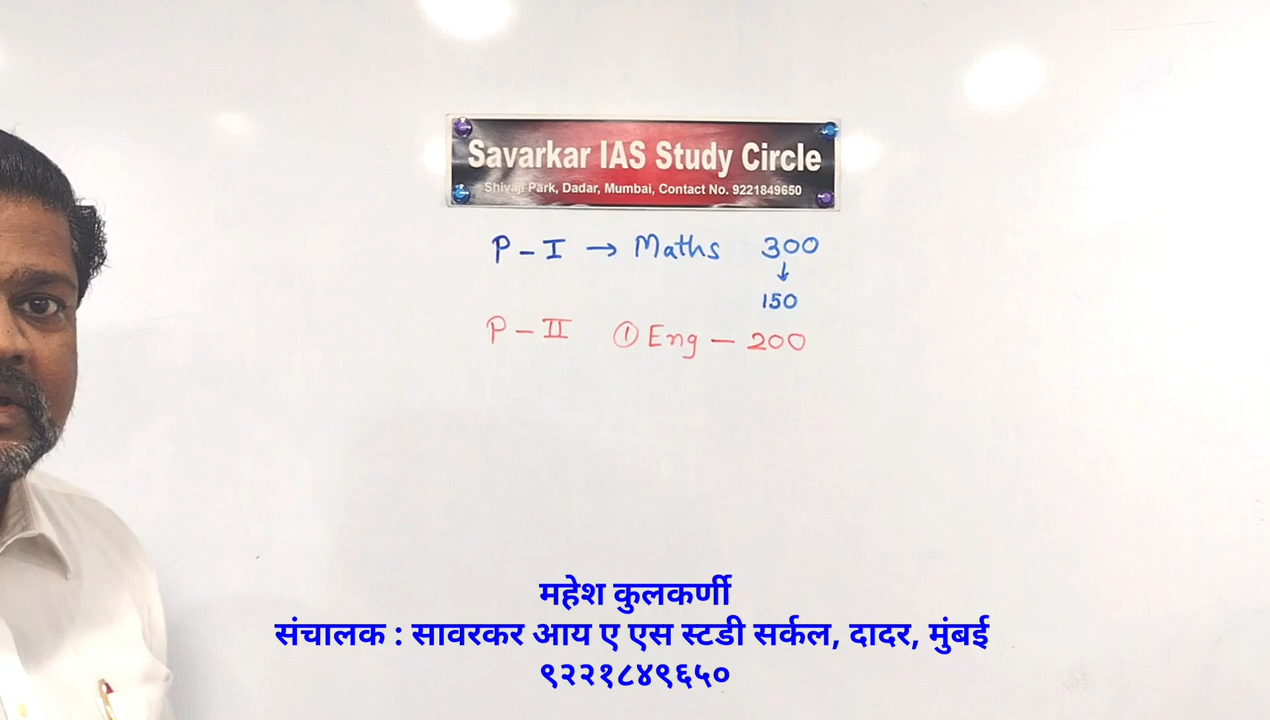 Savarkar IAS Study Circle
Shivaji Park, Dadar, Mumbai, Contact No. 9221849650
P - I → Maths 300
↓
150
P - II ① Eng - 200
महेश कुलकर्णी
संचालक : सावरकर आय ए एस स्टडी सर्कल, दादर, मुंबई
९२२१८४९६५०